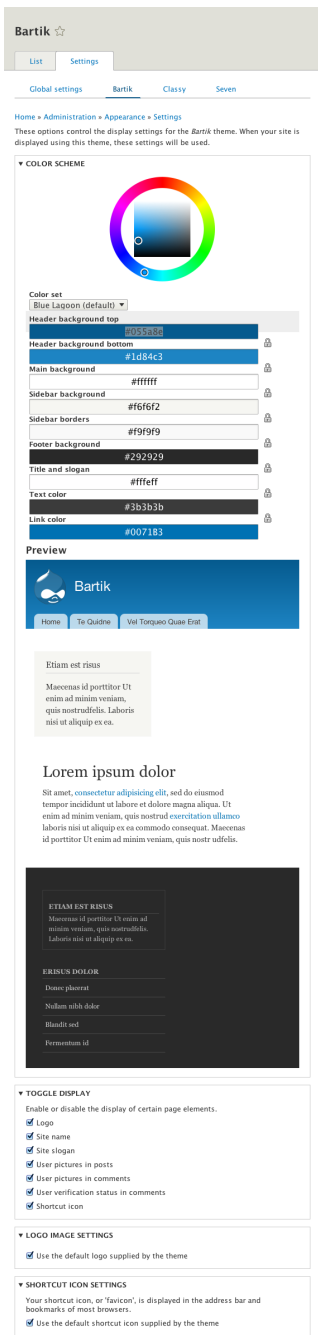 Bartik
List Settings
Global settings Bartik Classy Seven
Home » Administration » Appearance » Settings
These options control the display settings for the Bartik theme. When your site is
displayed using this theme, these settings will be used.
▾ COLOR SCHEME
Color set
Blue Lagoon (default) ▾
Header background top
#055a8e
Header background bottom
#1d84c3
Main background
#ffffff
Sidebar background
#f6f6f2
Sidebar borders
#f9f9f9
Footer background
#292929
Title and slogan
#fffeff
Text color
#3b3b3b
Link color
#0071B3
Preview
Bartik
Home Te Quidne Vel Torqueo Quae Erat
Etiam est risus
Maecenas id porttitor Ut
enim ad minim veniam,
quis nostrudfelis. Laboris
nisi ut aliquip ex ea.
Lorem ipsum dolor
Sit amet, consectetur adipisicing elit, sed do eiusmod
tempor incididunt ut labore et dolore magna aliqua. Ut
enim ad minim veniam, quis nostrud exercitation ullamco
laboris nisi ut aliquip ex ea commodo consequat. Maecenas
id porttitor Ut enim ad minim veniam, quis nostr udfelis.
ETIAM EST RISUS
Maecenas id porttitor Ut enim ad
minim veniam, quis nostrudfelis.
Laboris nisi ut aliquip ex ea.
ERISUS DOLOR
Donec placerat
Nullam nibh dolor
Blandit sed
Fermentum id
▾ TOGGLE DISPLAY
Enable or disable the display of certain page elements.
Logo
Site name
Site slogan
User pictures in posts
User pictures in comments
User verification status in comments
Shortcut icon
▾ LOGO IMAGE SETTINGS
Use the default logo supplied by the theme
▾ SHORTCUT ICON SETTINGS
Your shortcut icon, or 'favicon', is displayed in the address bar and
bookmarks of most browsers.
Use the default shortcut icon supplied by the theme